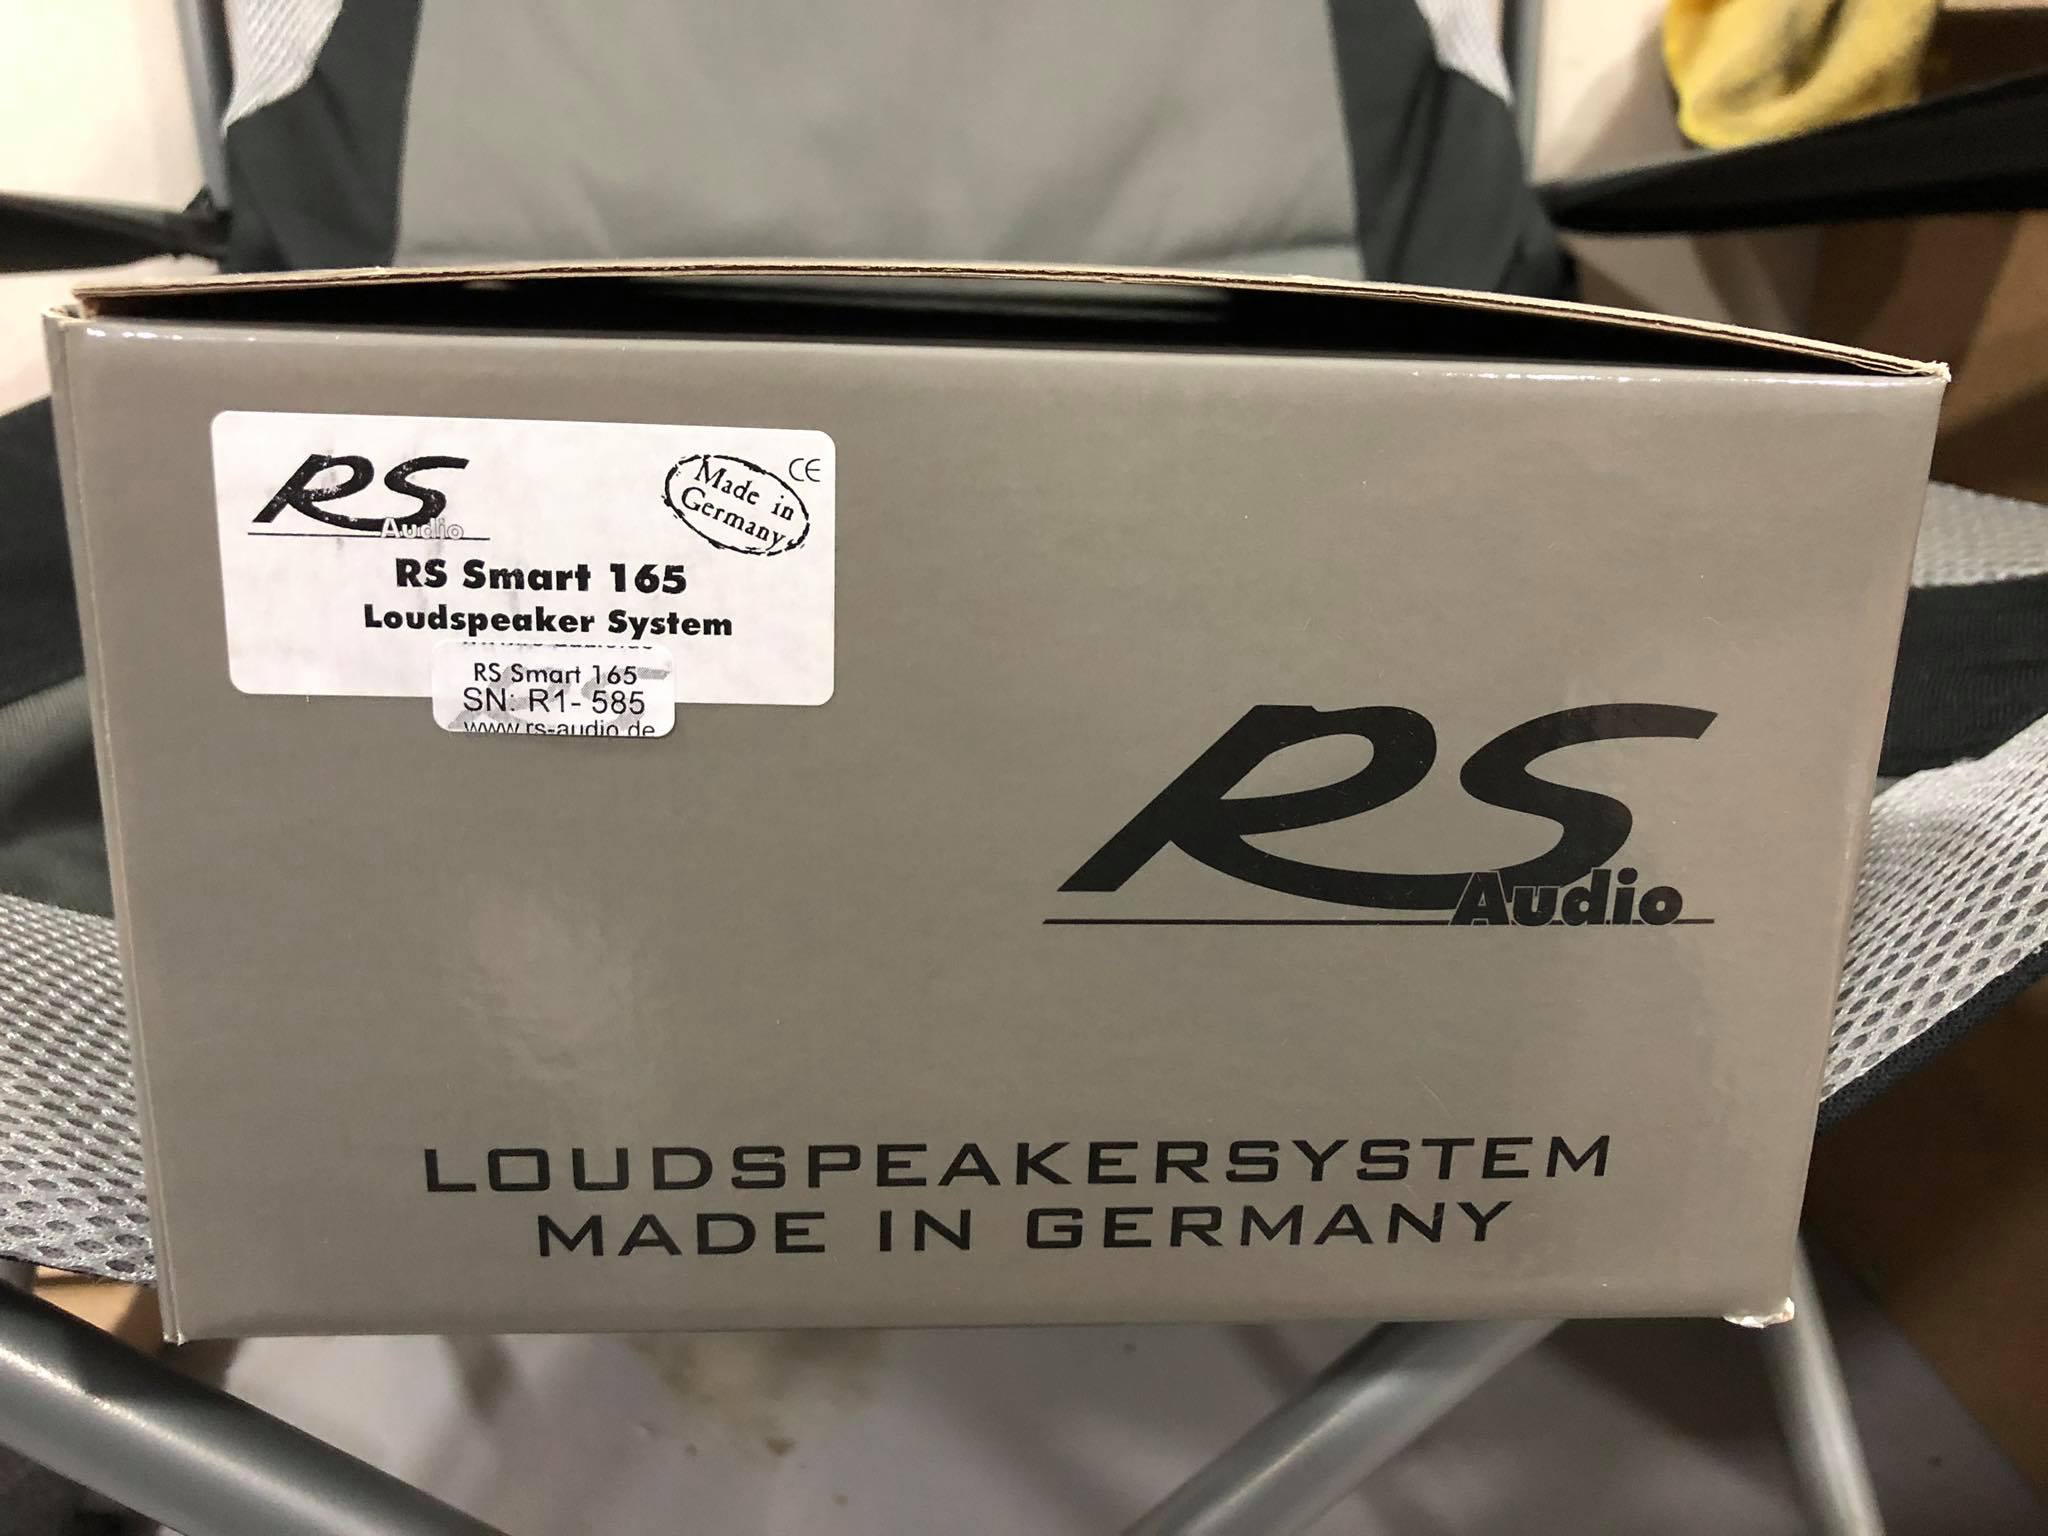 RS
Audio
Made in
Germany
CE
RS Smart 165
Loudspeaker System
RS Smart 165
SN: R1- 585
www.rs-audio.de
RS
Audio
LOUDSPEAKERSYSTEM
MADE IN GERMANY